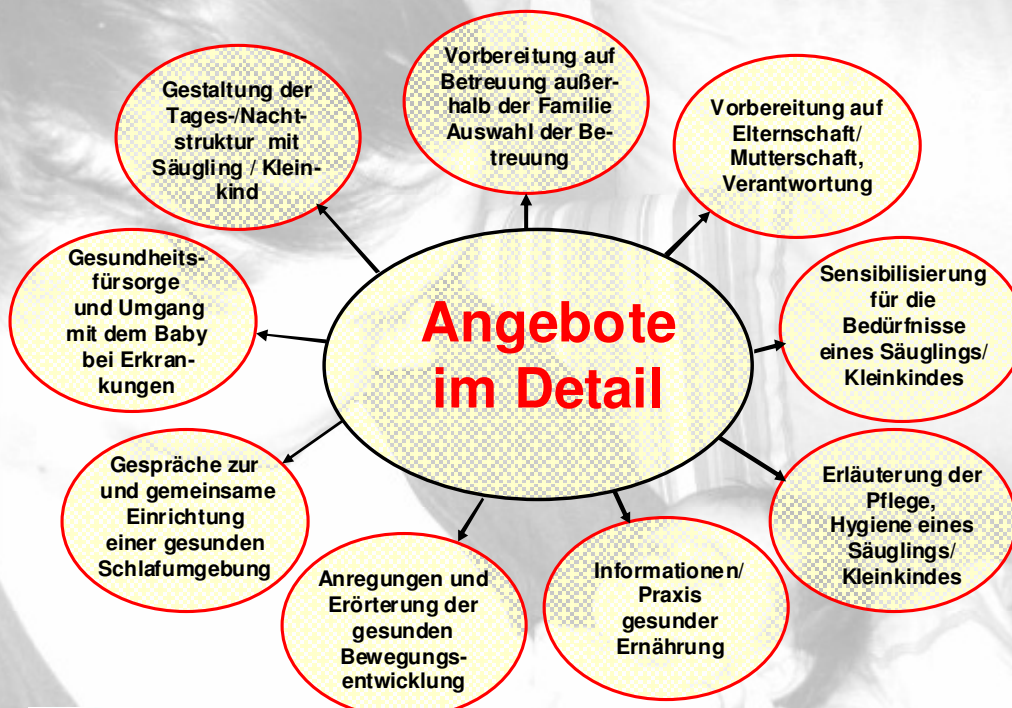 Angebote
im Detail
Vorbereitung auf
Betreuung außer-
halb der Familie
Auswahl der Be-
treuung
Vorbereitung auf
Elternschaft/
Mutterschaft,
Verantwortung
Sensibilisierung
für die
Bedürfnisse
eines Säuglings/
Kleinkindes
Erläuterung der
Pflege,
Hygiene eines
Säuglings/
Kleinkindes
Informationen/
Praxis
gesunder
Ernährung
Anregungen und
Erörterung der
gesunden
Bewegungs-
entwicklung
Gespräche zur
und gemeinsame
Einrichtung
einer gesunden
Schlafumgebung
Gesundheits-
fürsorge
und Umgang
mit dem Baby
bei Erkran-
kungen
Gestaltung der
Tages-/Nacht-
struktur mit
Säugling / Klein-
kind